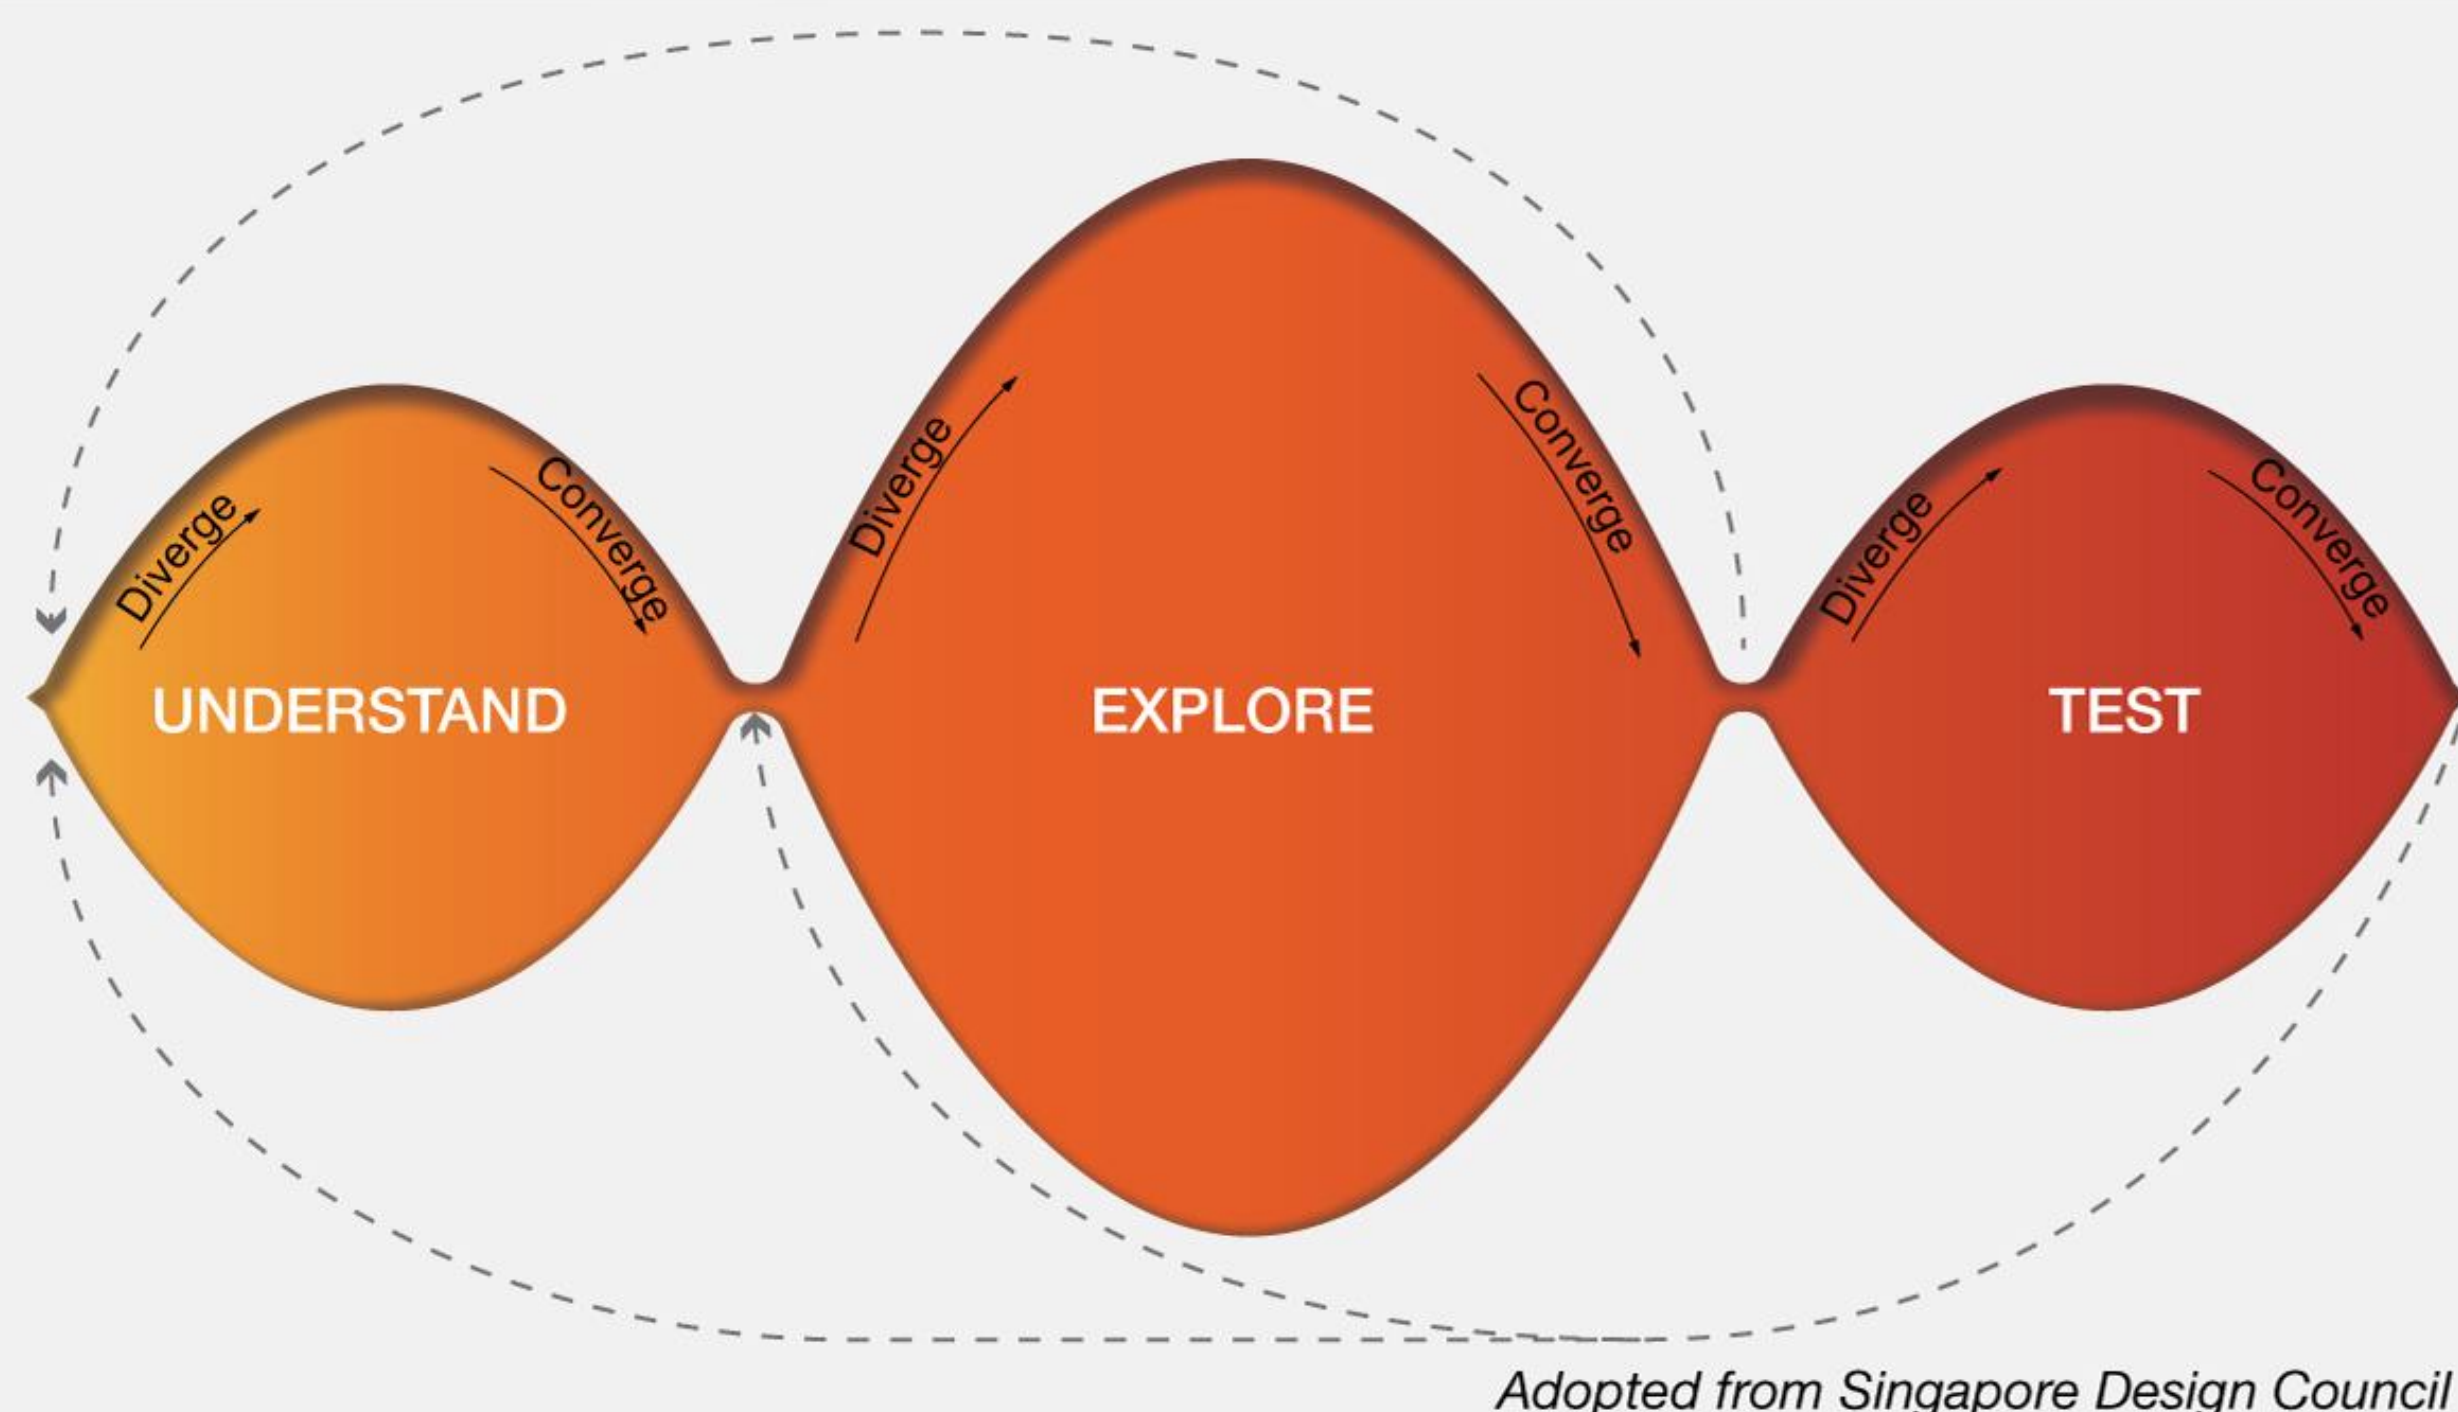 Diverge
Converge
UNDERSTAND
Diverge
Converge
EXPLORE
Diverge
Converge
TEST
Adopted from Singapore Design Council